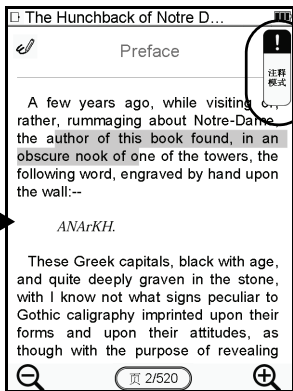 The Hunchback of Notre D...
!
注释
模式
Preface
A few years ago, while visiting or,
rather, rummaging about Notre-Dame,
the author of this book found, in an
obscure nook of one of the towers, the
following word, engraved by hand upon
the wall:--
ANArKH.
These Greek capitals, black with age,
and quite deeply graven in the stone,
with I know not what signs peculiar to
Gothic caligraphy imprinted upon their
forms and upon their attitudes, as
though with the purpose of revealing
页 2/520